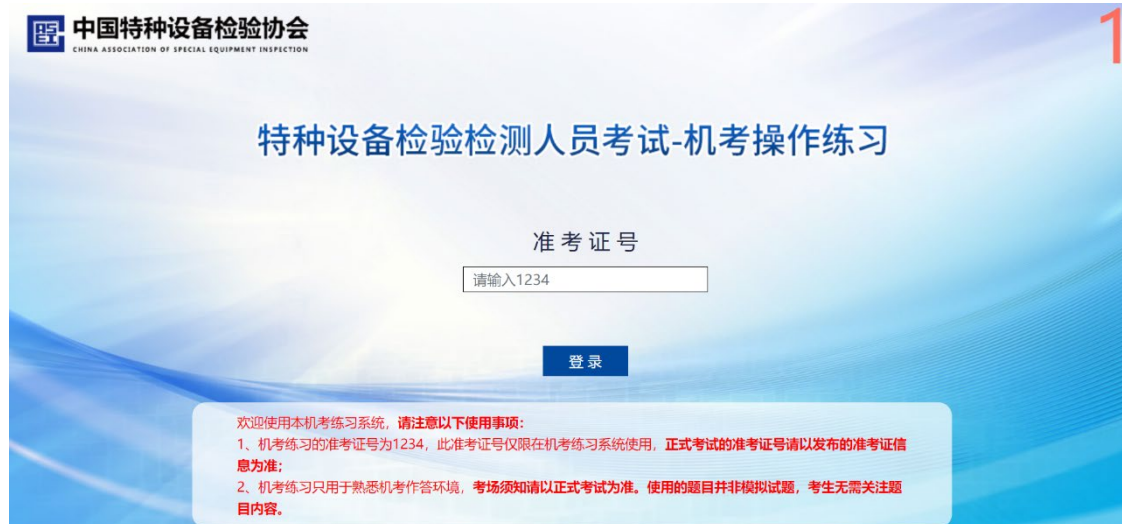 中国特种设备检验协会
CHINA ASSOCIATION OF SPECIAL EQUIPMENT INSPECTION
1
特种设备检验检测人员考试-机考操作练习
准考证号
请输入1234
登录
欢迎使用本机考练习系统，请注意以下使用事项：
1、机考练习的准考证号为1234，此准考证号仅限在机考练习系统使用，正式考试的准考证号请以发布的准考证信
息为准；
2、机考练习只用于熟悉机考作答环境，考场须知请以正式考试为准。使用的题目并非模拟试题，考生无需关注题
目内容。